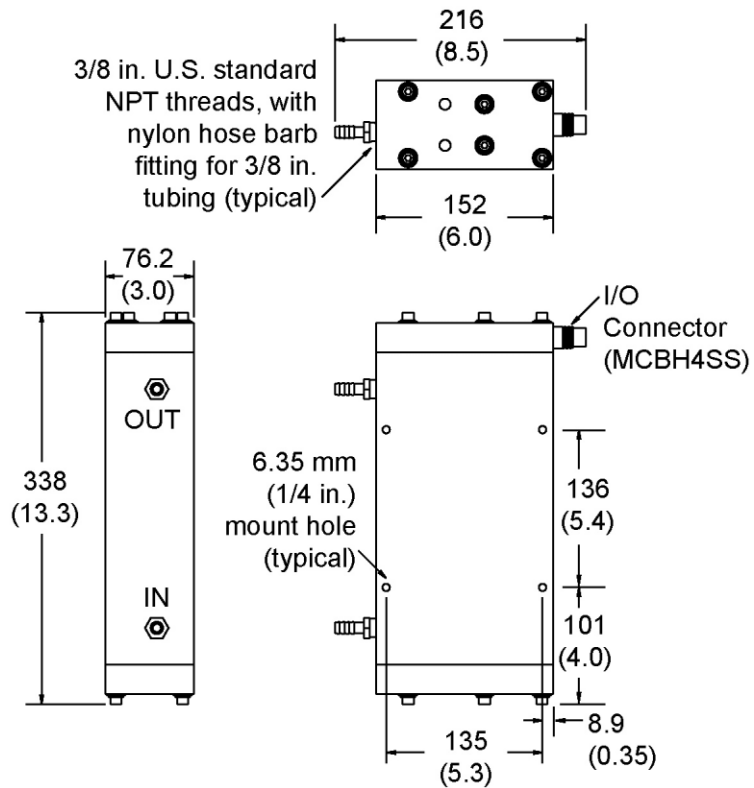 216
(8.5)
3/8 in. U.S. standard
NPT threads, with
nylon hose barb
fitting for 3/8 in.
tubing (typical)
152
(6.0)
76.2
(3.0)
I/O
Connector
(MCBH4SS)
OUT
338
(13.3)
6.35 mm
(1/4 in.)
mount hole
(typical)
136
(5.4)
IN
101
(4.0)
8.9
(0.35)
135
(5.3)